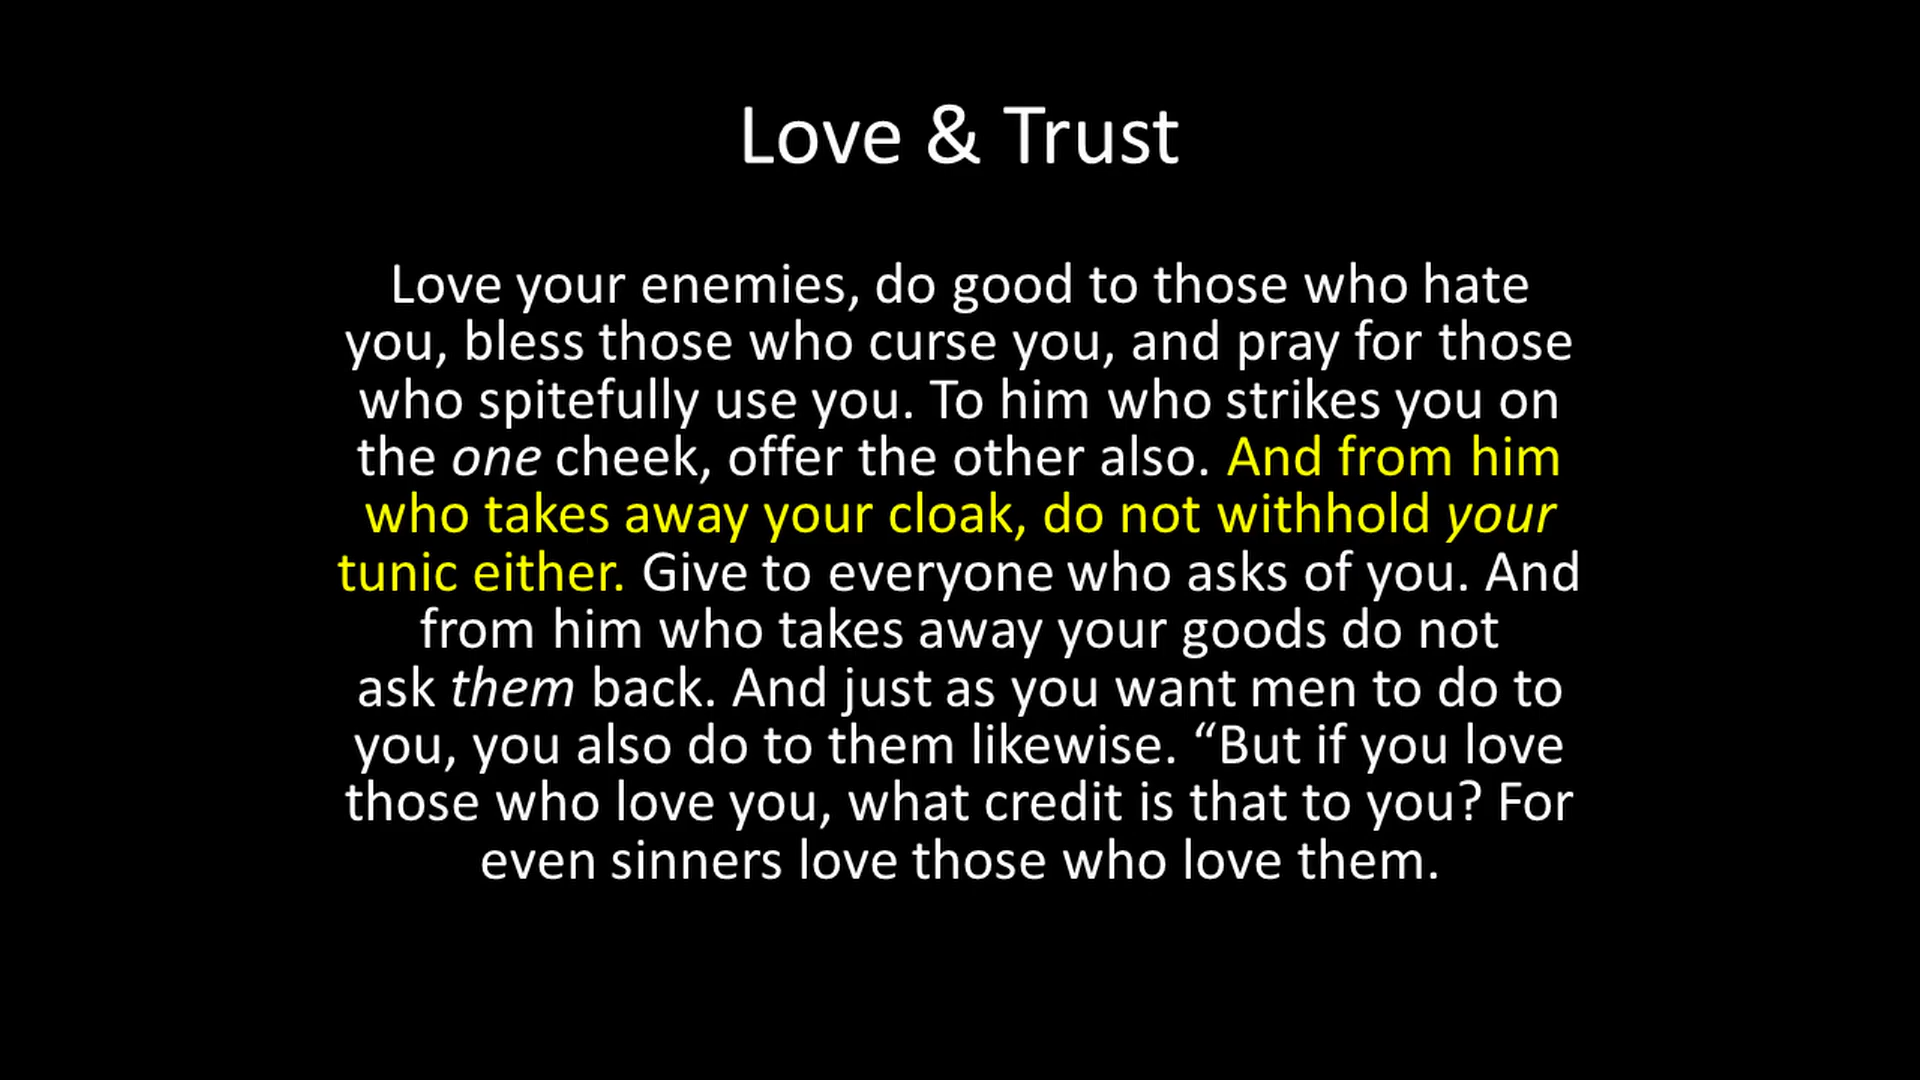 Love & Trust
Love your enemies, do good to those who hate
you, bless those who curse you, and pray for those
who spitefully use you. To him who strikes you on
the one cheek, offer the other also. And from him
who takes away your cloak, do not withhold your
tunic either. Give to everyone who asks of you. And
from him who takes away your goods do not
ask them back. And just as you want men to do to
you, you also do to them likewise. “But if you love
those who love you, what credit is that to you? For
even sinners love those who love them.